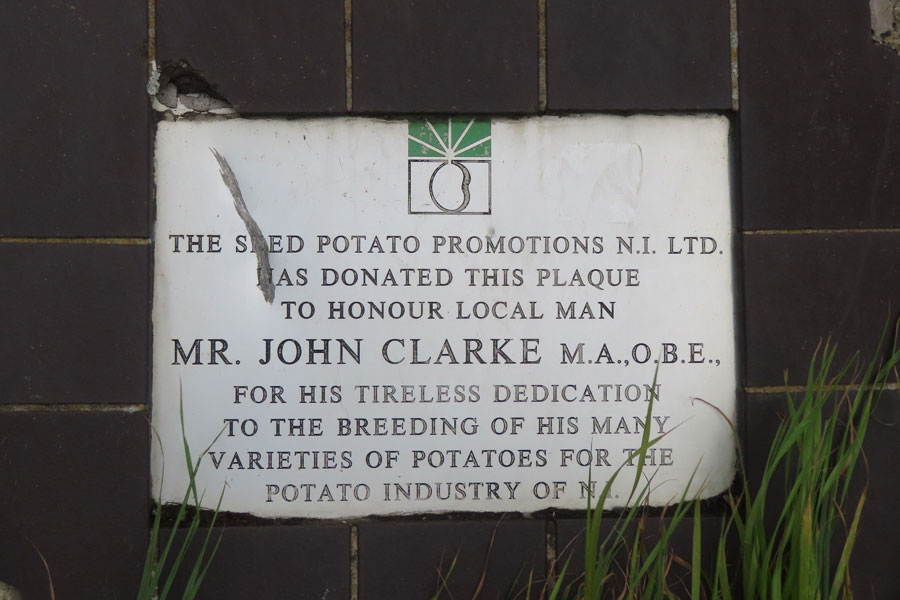 THE SEED POTATO PROMOTIONS N.I. LTD.
HAS DONATED THIS PLAQUE
TO HONOUR LOCAL MAN
MR. JOHN CLARKE M.A.,O.B.E.,
FOR HIS TIRELESS DEDICATION
TO THE BREEDING OF HIS MANY
VARIETIES OF POTATOES FOR THE
POTATO INDUSTRY OF N.I.